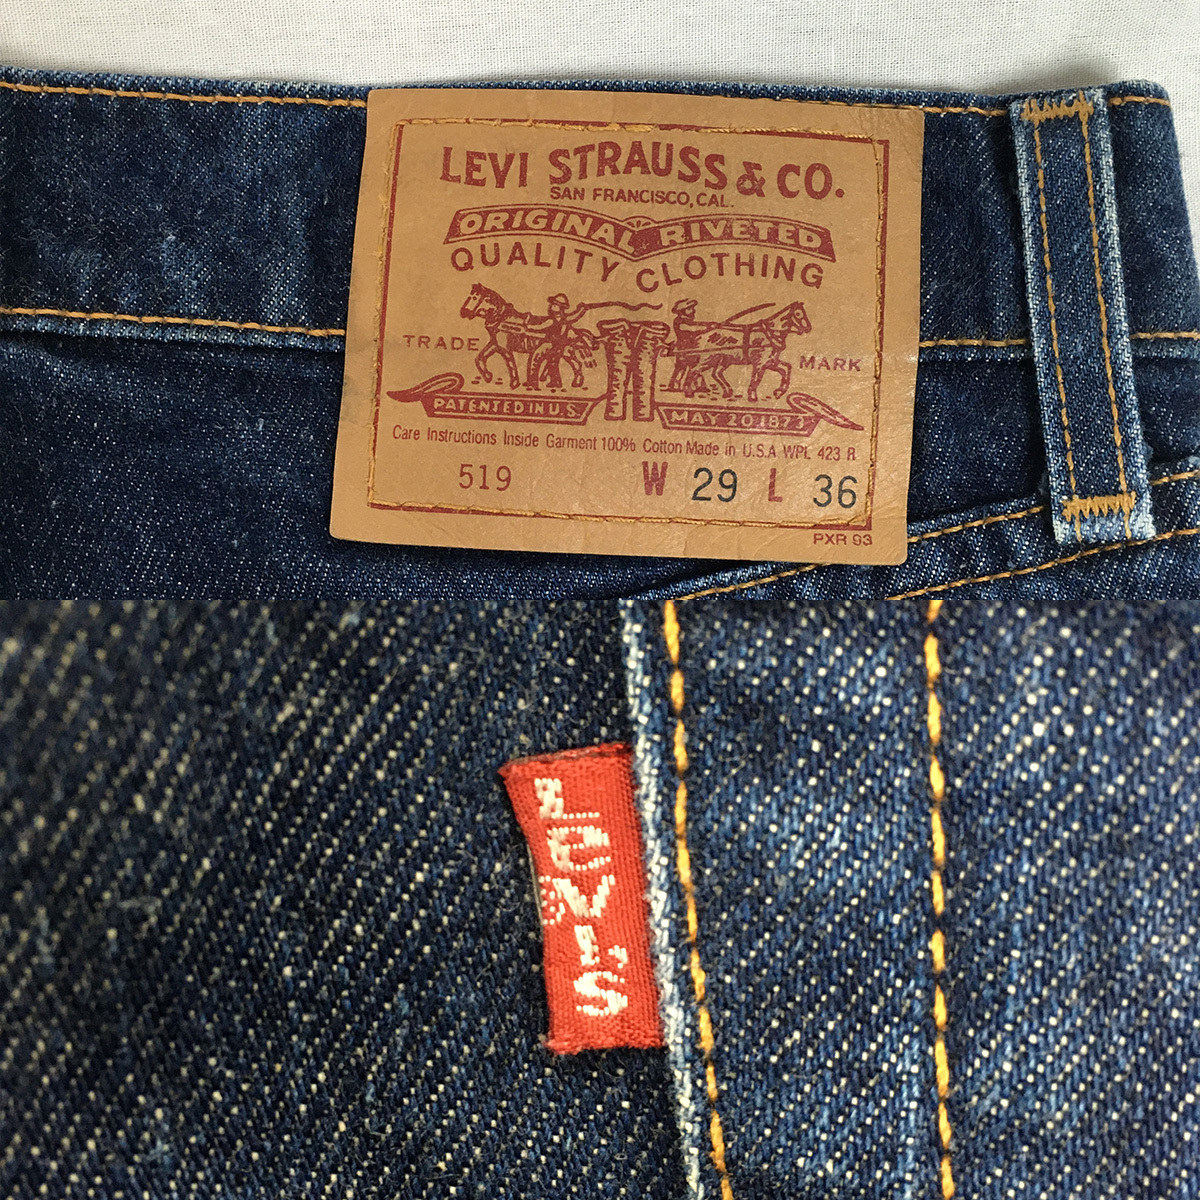 LEVI STRAUSS & CO.
SAN FRANCISCO, CAL.
ORIGINAL RIVETED
QUALITY CLOTHING
TRADE MARK
PATENTED IN U.S. MAY 20 1873
Care Instructions Inside Garment 100% Cotton Made in U.S.A WPL 423 R
519 W 29 L 36
PXR 93
LEVI'S